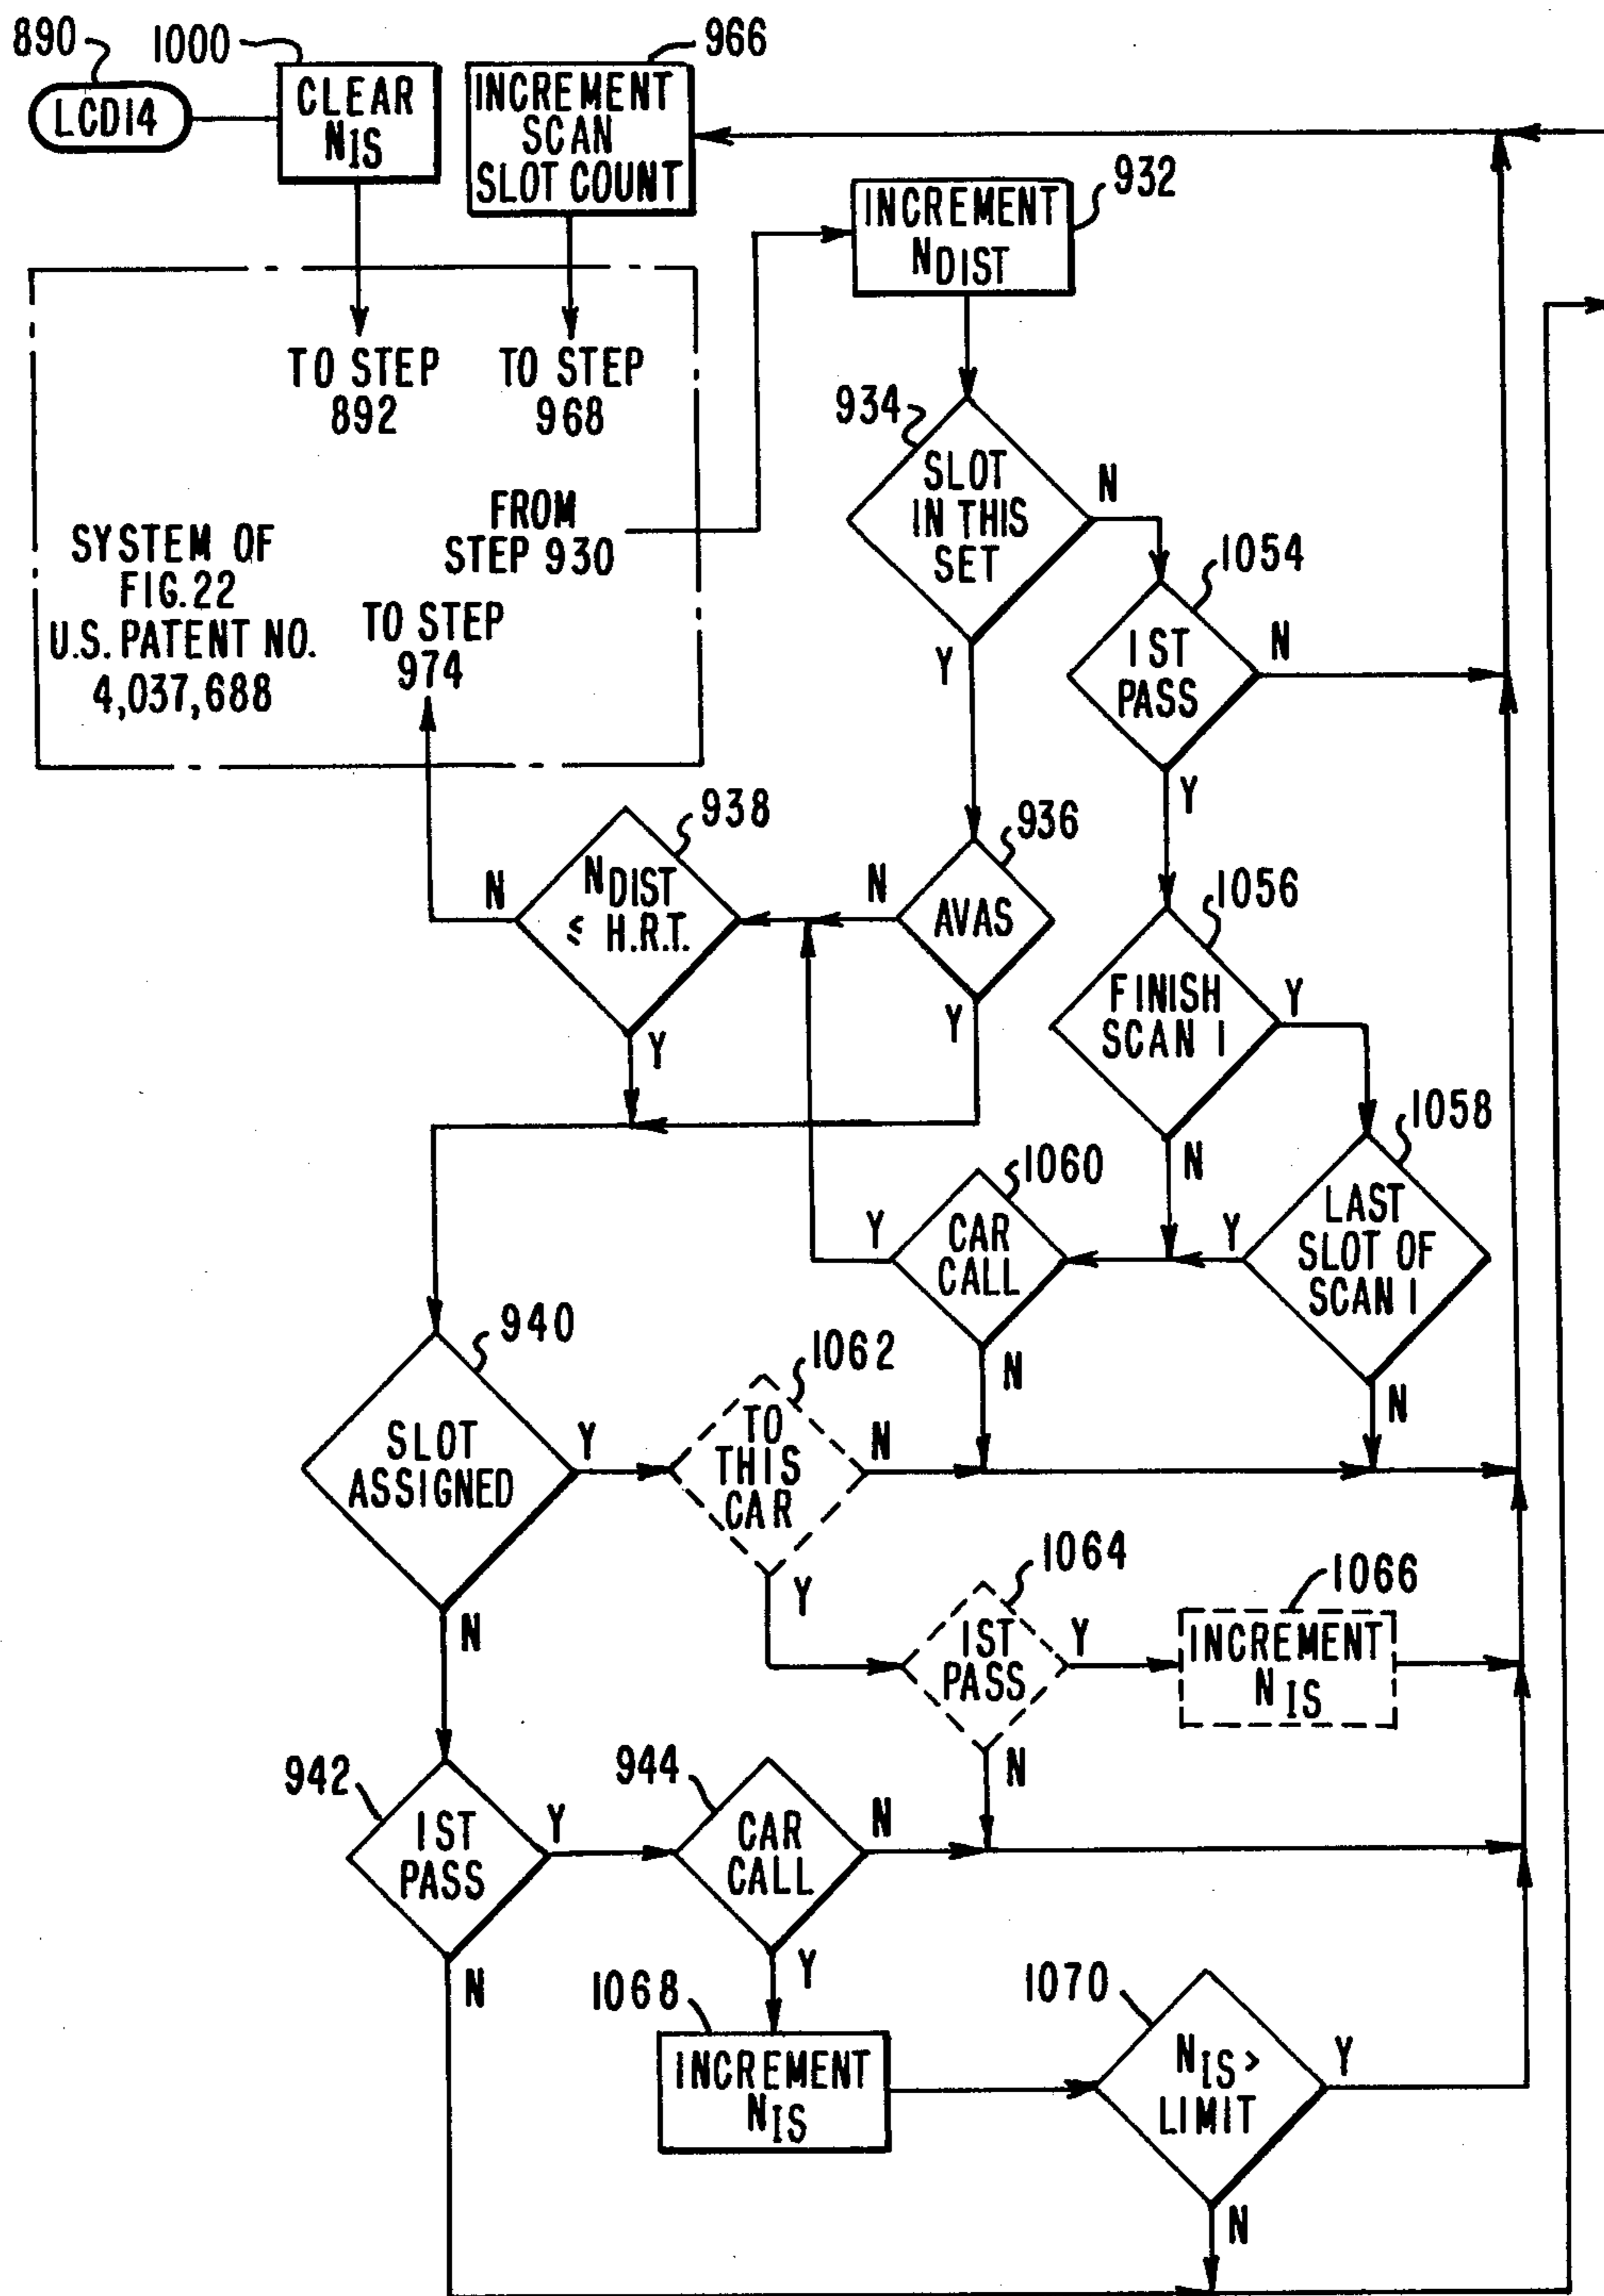 890
1000
966
LCD14
CLEAR
NIS
INCREMENT
SCAN
SLOT COUNT
932
INCREMENT
NDIST
TO STEP
892
TO STEP
968
934
SLOT
IN THIS
SET
N
Y
FROM
STEP 930
SYSTEM OF
FIG. 22
U.S. PATENT NO.
4,037,688
TO STEP
974
1054
1ST
PASS
N
Y
938
NDIST
≤ H.R.T.
N
Y
936
AVAS
N
Y
1056
FINISH
SCAN 1
Y
N
1058
LAST
SLOT OF
SCAN 1
Y
N
1060
CAR
CALL
Y
N
940
SLOT
ASSIGNED
Y
N
1062
TO
THIS
CAR
N
Y
1064
1ST
PASS
Y
N
1066
INCREMENT
NIS
942
1ST
PASS
Y
N
944
CAR
CALL
N
Y
1068
INCREMENT
NIS
1070
NIS >
LIMIT
Y
N